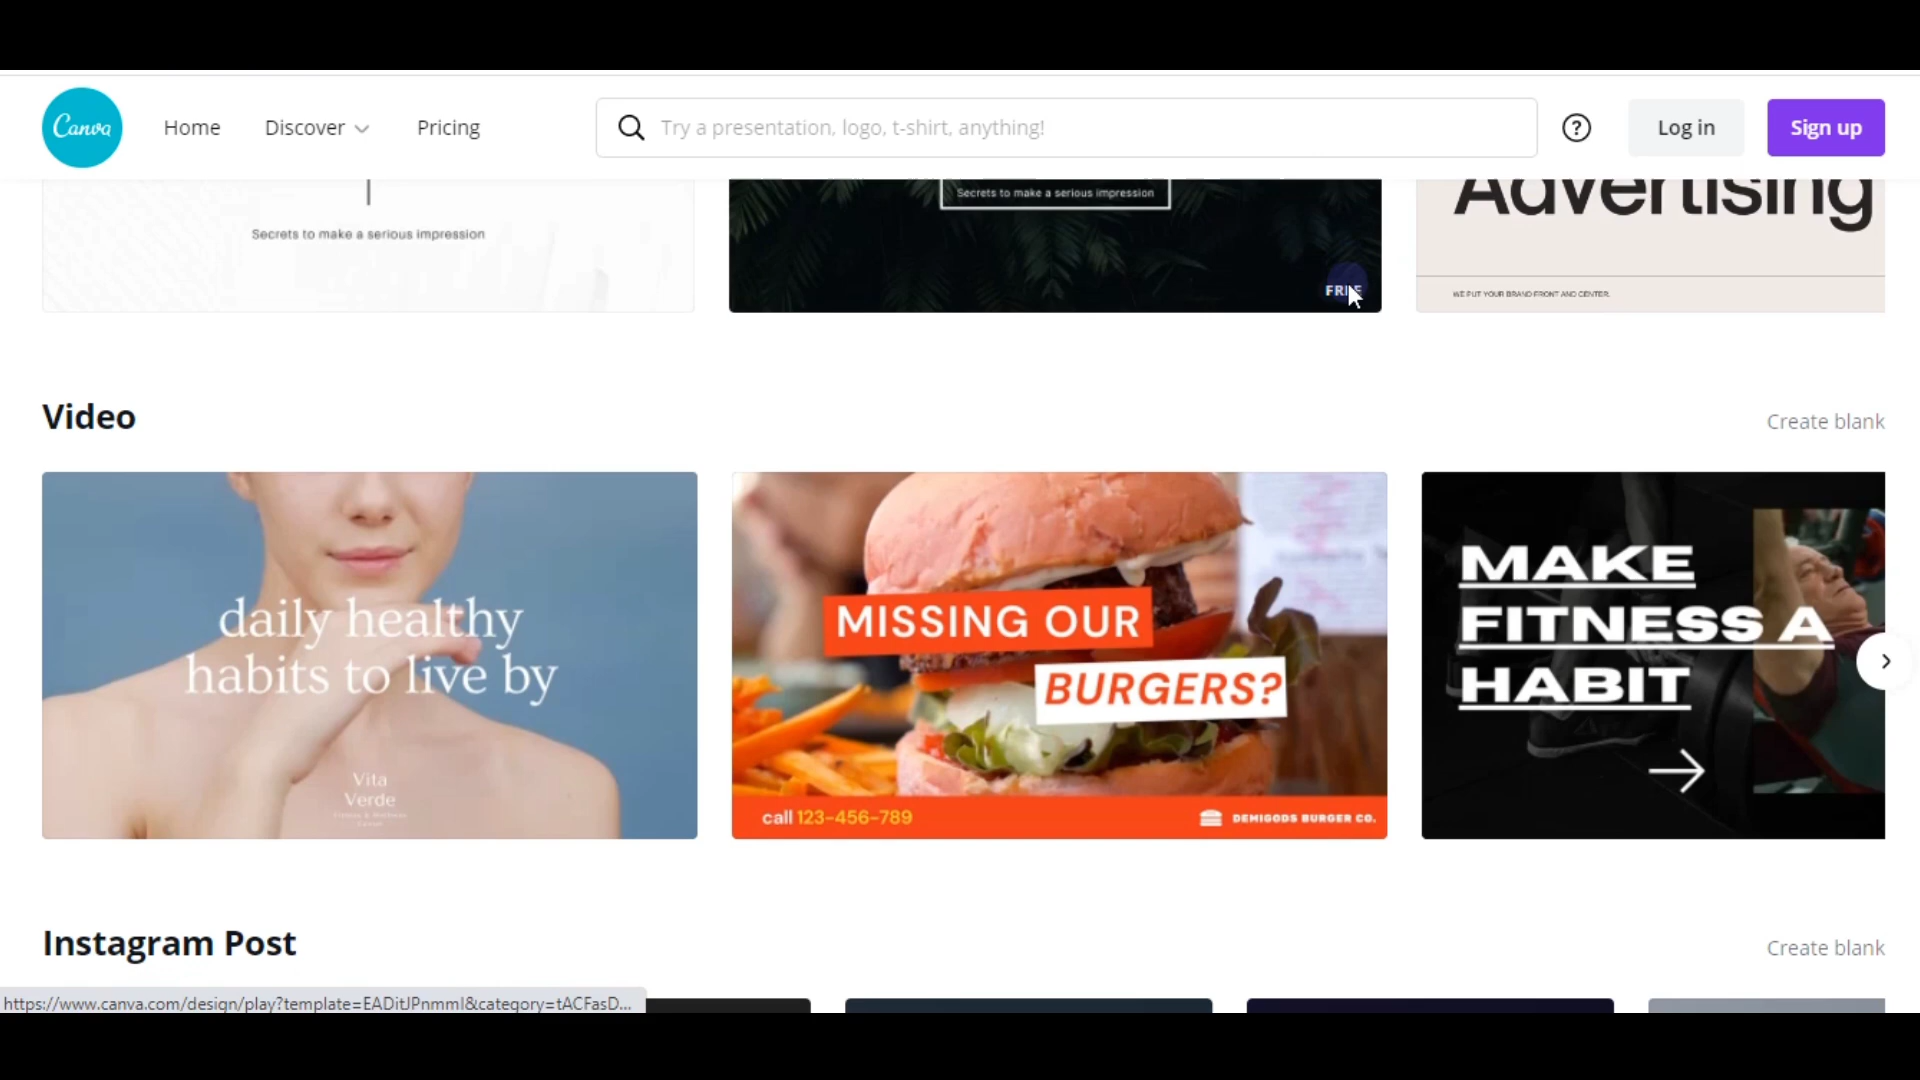 Canva
Home
Discover
Pricing
Try a presentation, logo, t-shirt, anything!
Log in
Sign up
Secrets to make a serious impression
Secrets to make a serious impression
FREE
Advertising
WE PUT YOUR BRAND FRONT AND CENTER.
Video
Create blank
daily healthy
habits to live by
Vita
Verde
MISSING OUR
BURGERS?
call 123-456-789
DEMIGODS BURGER CO.
MAKE
FITNESS A
HABIT
Instagram Post
Create blank
https://www.canva.com/design/play?template=EADitJPnmmI&category=tACFasD...